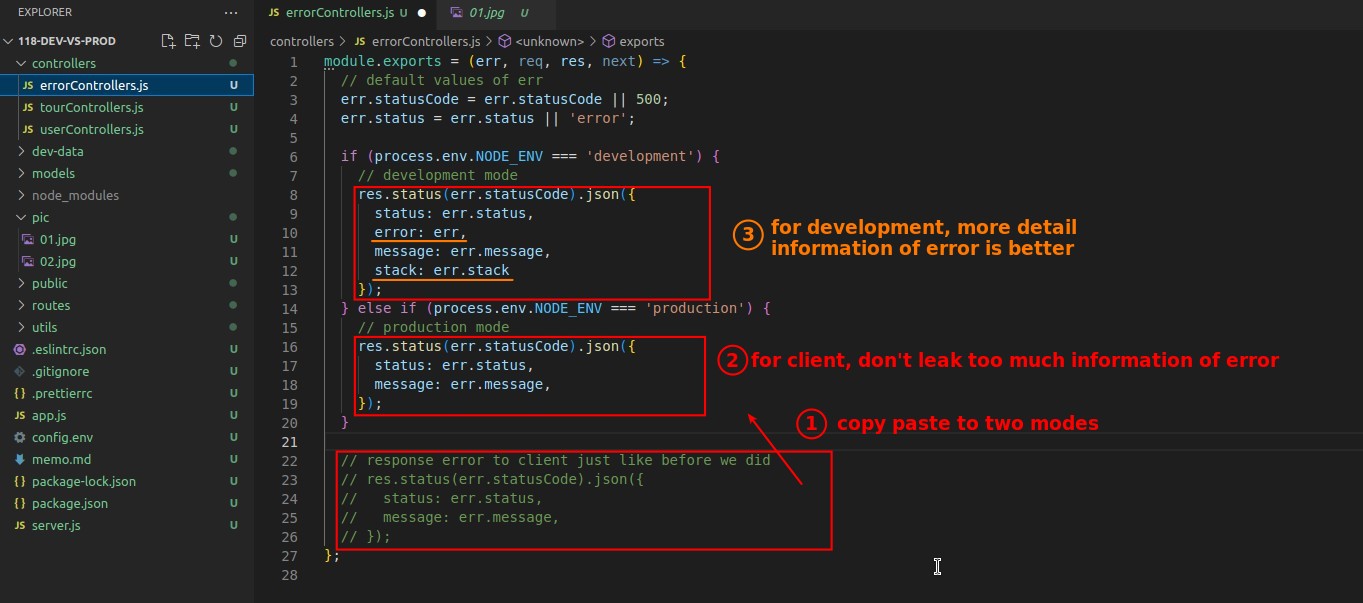 EXPLORER ...
118-DEV-VS-PROD
controllers
JS errorControllers.js U
JS tourControllers.js U
JS userControllers.js U
dev-data
models
node_modules
pic
01.jpg U
02.jpg U
public
routes
utils
.eslintrc.json U
.gitignore U
{} .prettierrc U
JS app.js U
config.env U
memo.md U
{} package-lock.json U
{} package.json U
JS server.js U
JS errorControllers.js U ● 01.jpg U
controllers > JS errorControllers.js > <unknown> > exports
1 module.exports = (err, req, res, next) => {
2 // default values of err
3 err.statusCode = err.statusCode || 500;
4 err.status = err.status || 'error';
5
6 if (process.env.NODE_ENV === 'development') {
7 // development mode
8 res.status(err.statusCode).json({
9 status: err.status,
10 error: err,
11 message: err.message,
12 stack: err.stack
13 });
14 } else if (process.env.NODE_ENV === 'production') {
15 // production mode
16 res.status(err.statusCode).json({
17 status: err.status,
18 message: err.message,
19 });
20 }
21
22 // response error to client just like before we did
23 // res.status(err.statusCode).json({
24 // status: err.status,
25 // message: err.message,
26 // });
27 };
28
3 for development, more detail
information of error is better
2 for client, don't leak too much information of error
1 copy paste to two modes